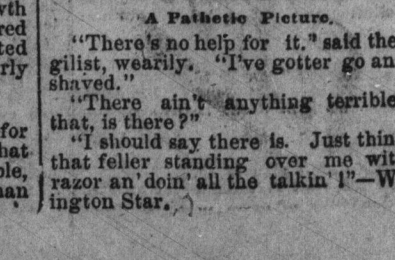 wth
red
ted
rly
for
hat
ble,
nan
A Pathetic Picture.
"There's no help for it." said the
gilist, wearily. "I've gotter go an
shaved."
"There ain't anything terrible
that, is there?"
"I should say there is. Just thin
that feller standing over me wit
razor an' doin' all the talkin'!"—W
ington Star.